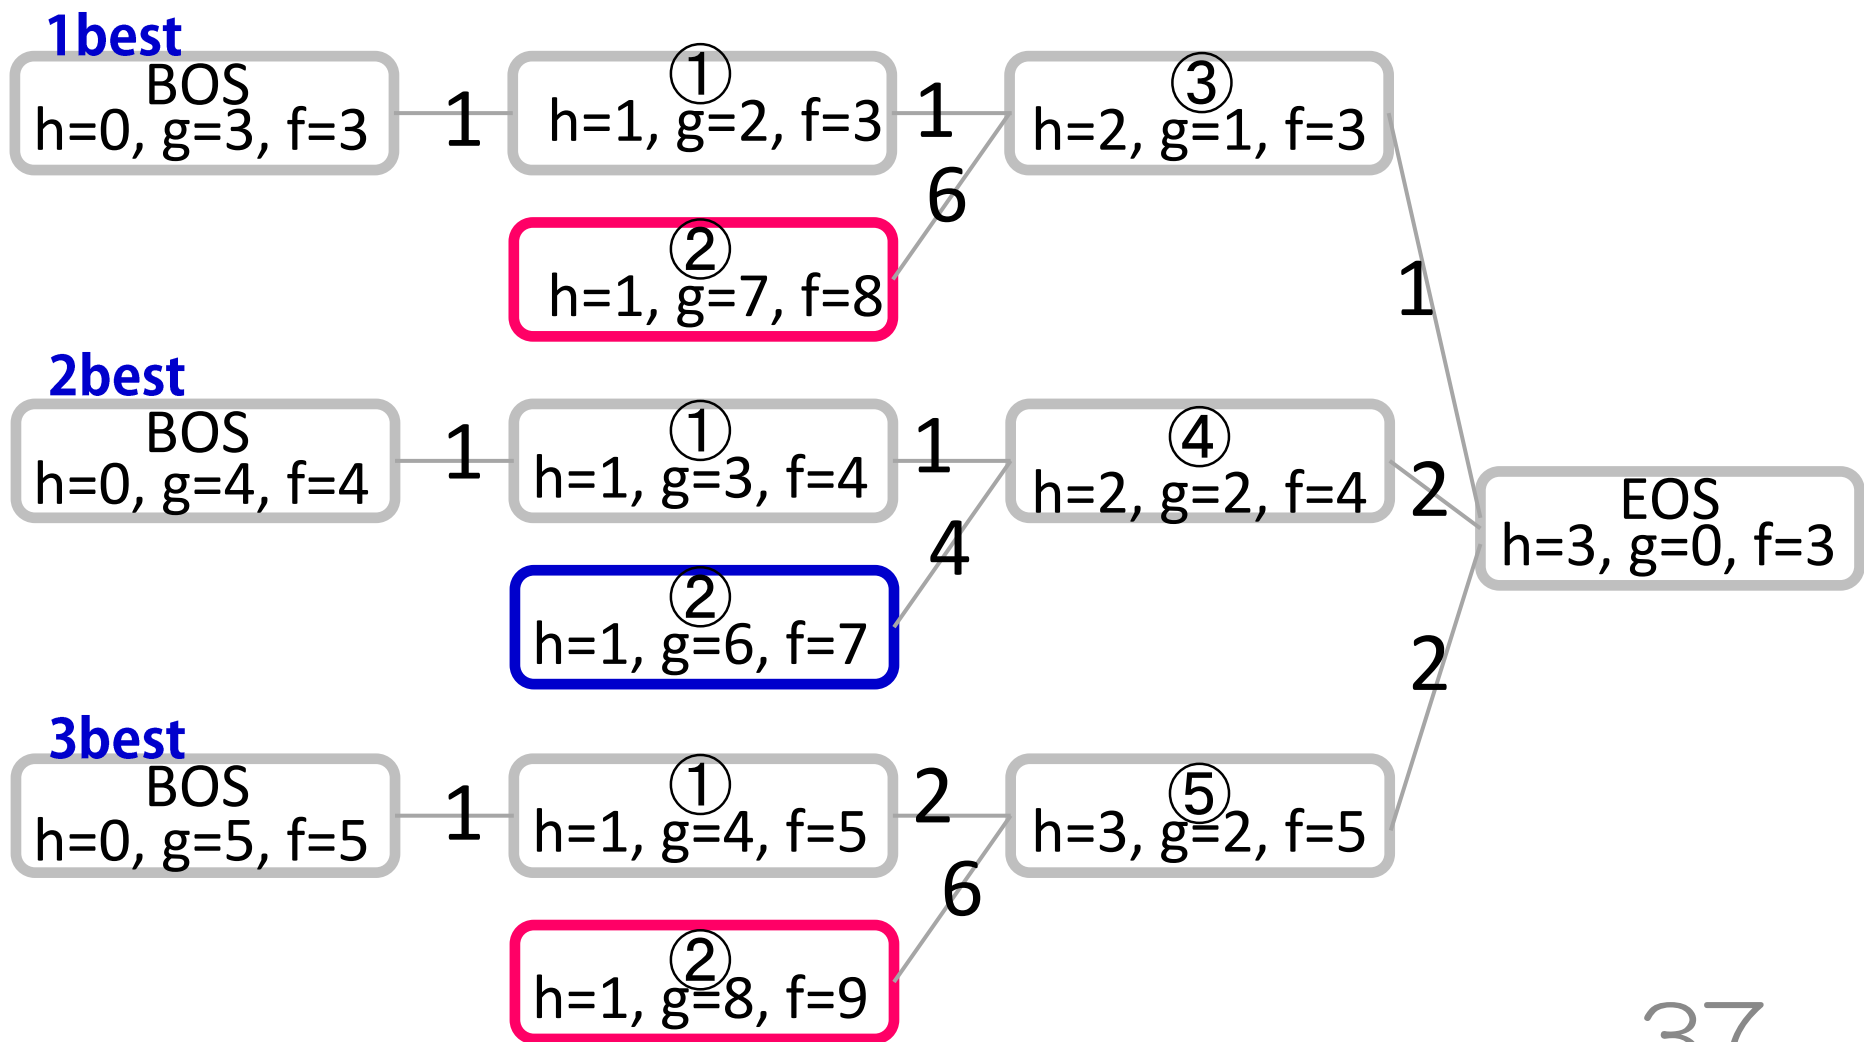 1best
BOS
h=0, g=3, f=3
1
①
h=1, g=2, f=3
1
③
h=2, g=1, f=3
6
②
h=1, g=7, f=8
1
2best
BOS
h=0, g=4, f=4
1
①
h=1, g=3, f=4
1
④
h=2, g=2, f=4
2
EOS
h=3, g=0, f=3
4
②
h=1, g=6, f=7
2
3best
BOS
h=0, g=5, f=5
1
①
h=1, g=4, f=5
2
⑤
h=3, g=2, f=5
6
②
h=1, g=8, f=9
37